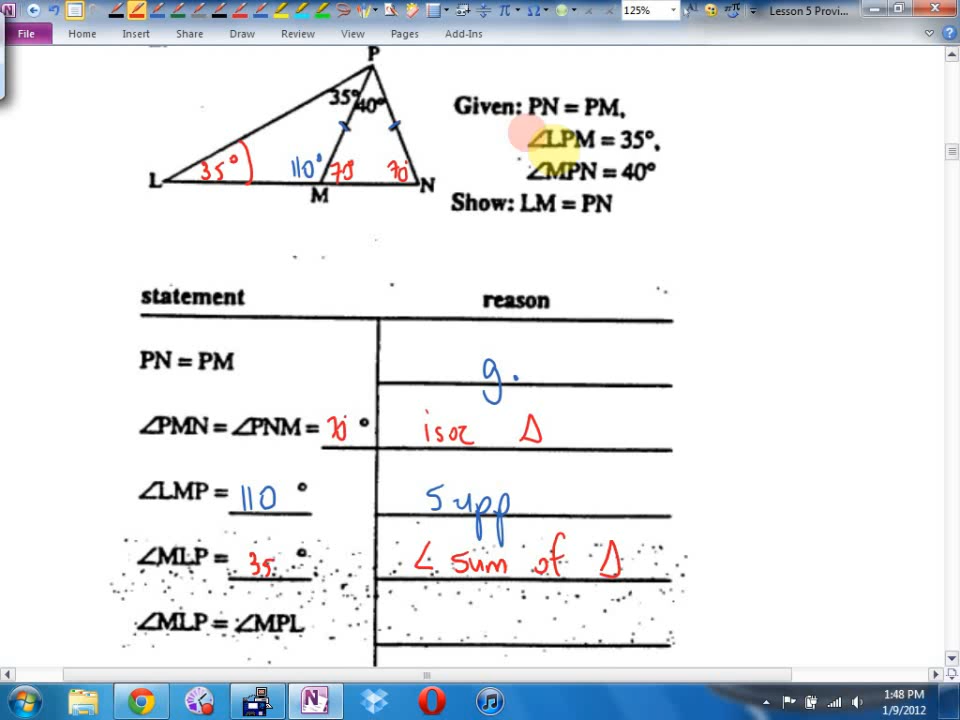 125%
Lesson 5 Provi...
File Home Insert Share Draw Review View Pages Add-Ins
P
35° 40°
Given: PN = PM,
∠LPM = 35°,
∠MPN = 40°
Show: LM = PN
L 35° 110° 70° 70° N
M
statement reason
PN = PM g.
∠PMN = ∠PNM = 70° isos Δ
∠LMP = 110° supp
∠MLP = 35° ∠ sum of Δ
∠MLP = ∠MPL
1:48 PM
1/9/2012